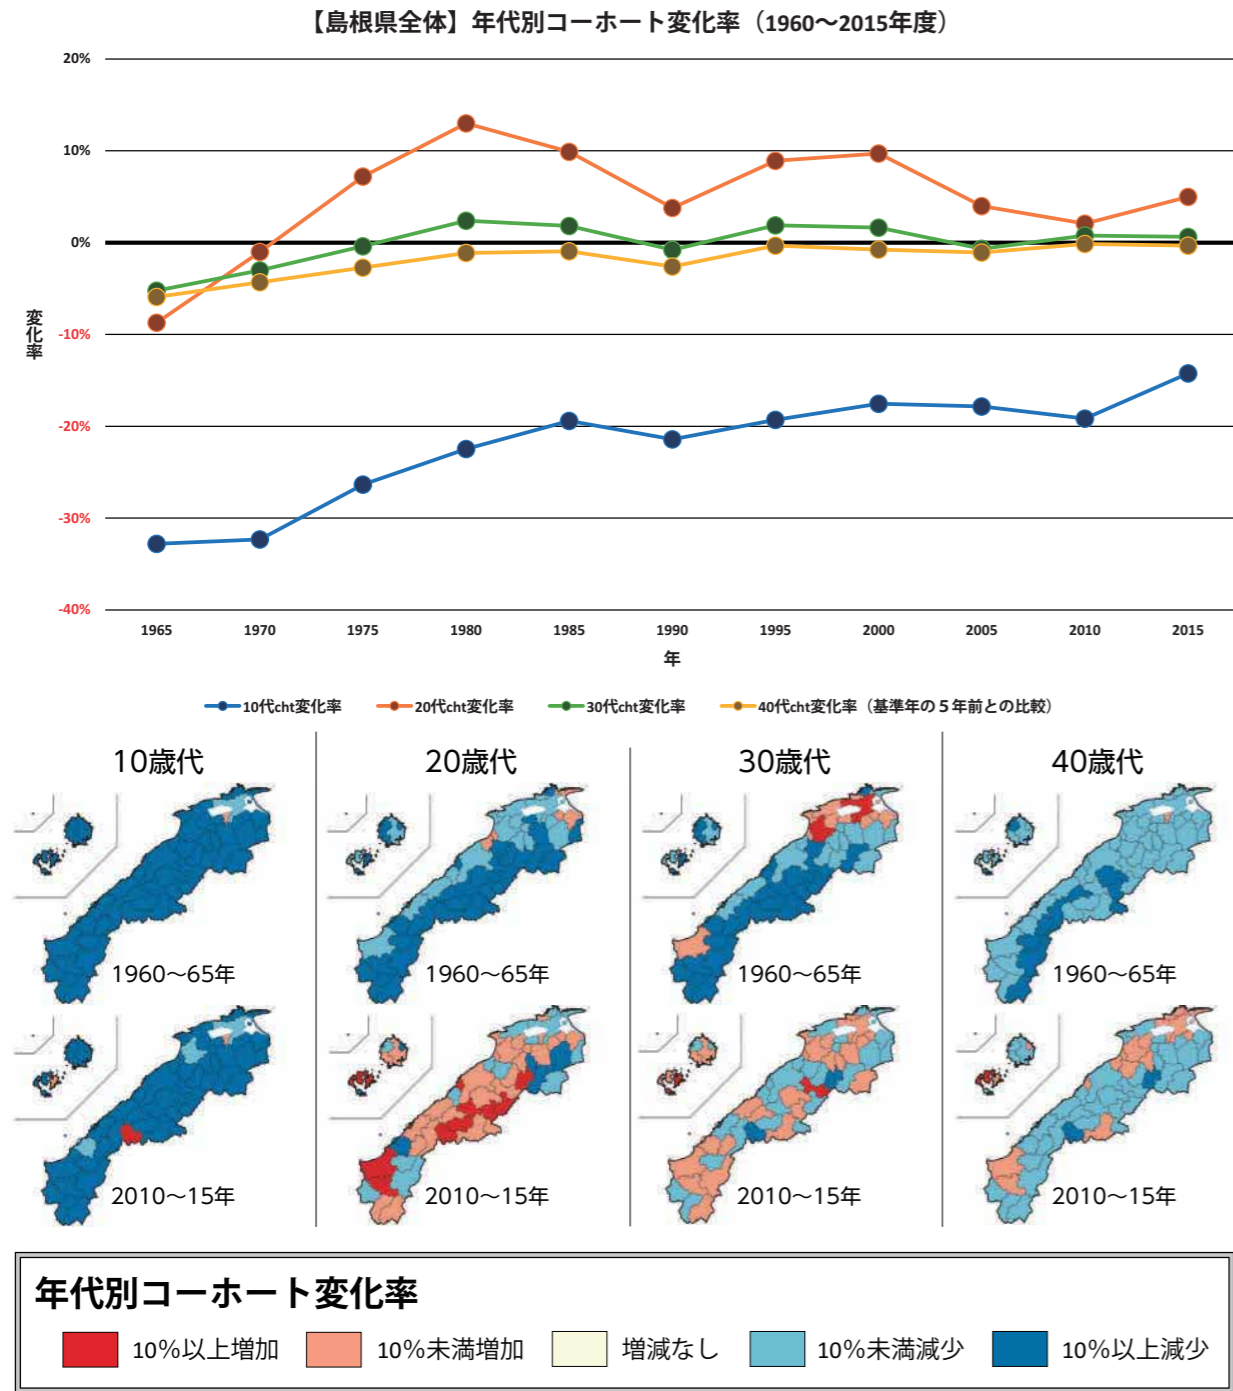 【島根県全体】年代別コーホート変化率（1960～2015年度）
20%
10%
0%
-10%
-20%
-30%
-40%
変化率
1965 1970 1975 1980 1985 1990 1995 2000 2005 2010 2015
年
10代cht変化率 20代cht変化率 30代cht変化率 40代cht変化率（基準年の５年前との比較）
10歳代 20歳代 30歳代 40歳代
1960～65年 1960～65年 1960～65年 1960～65年
2010～15年 2010～15年 2010～15年 2010～15年
年代別コーホート変化率
10％以上増加 10％未満増加 増減なし 10％未満減少 10％以上減少